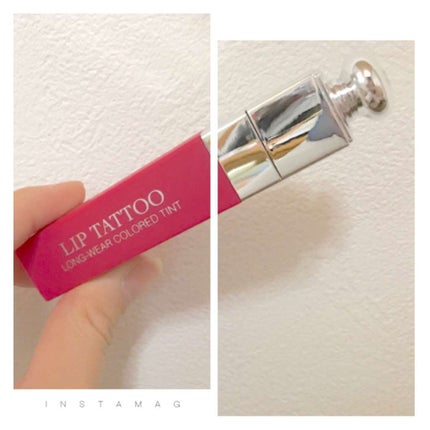 LIP TATTOO
LONG-WEAR COLORED TINT
INSTAMAG